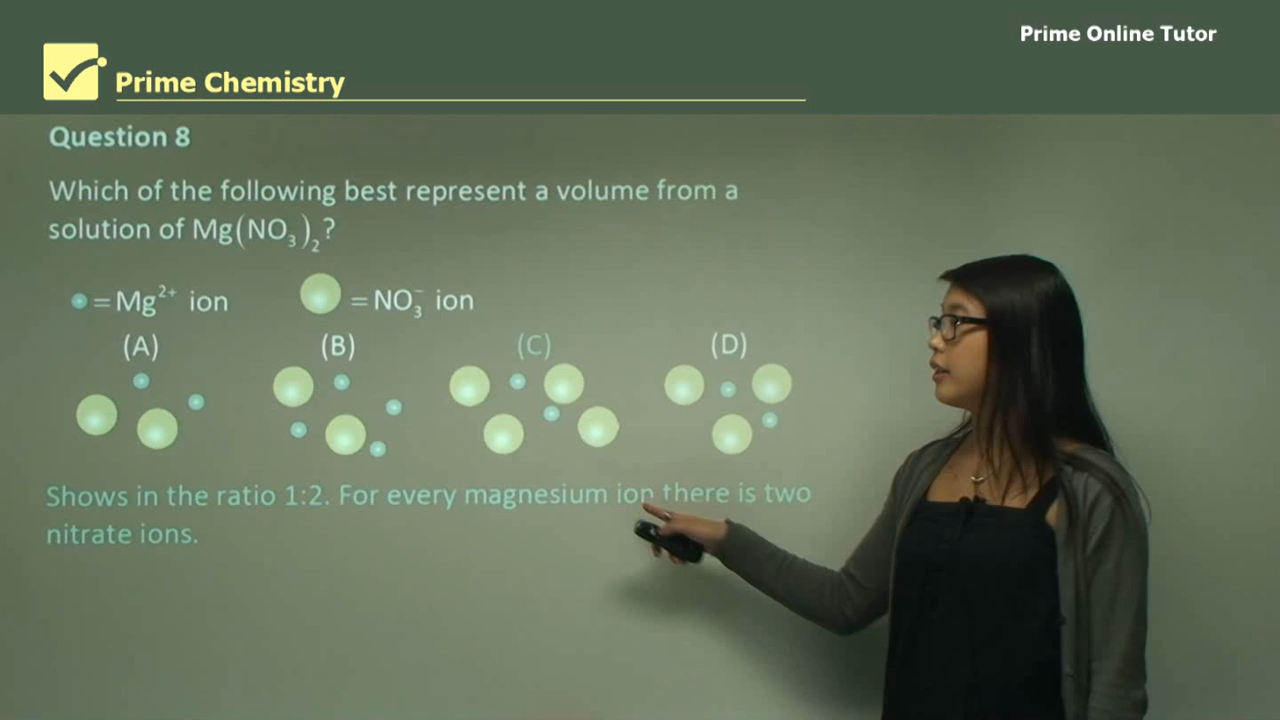 Prime Online Tutor
Prime Chemistry
Question 8
Which of the following best represent a volume from a
solution of Mg(NO₃)₂?
= Mg²⁺ ion = NO₃⁻ ion
(A) (B) (C) (D)
Shows in the ratio 1:2. For every magnesium ion there is two
nitrate ions.